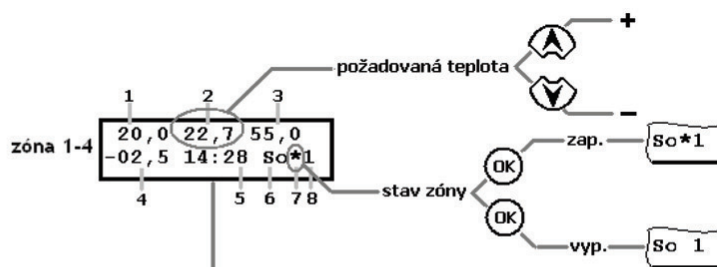 +
požadovaná teplota
–
1 2 3
zóna 1-4
20,0 22,7 55,0
-02,5 14:28 So*1
4 5 6 7 8
stav zóny
OK
zap.
So*1
OK
vyp.
So 1